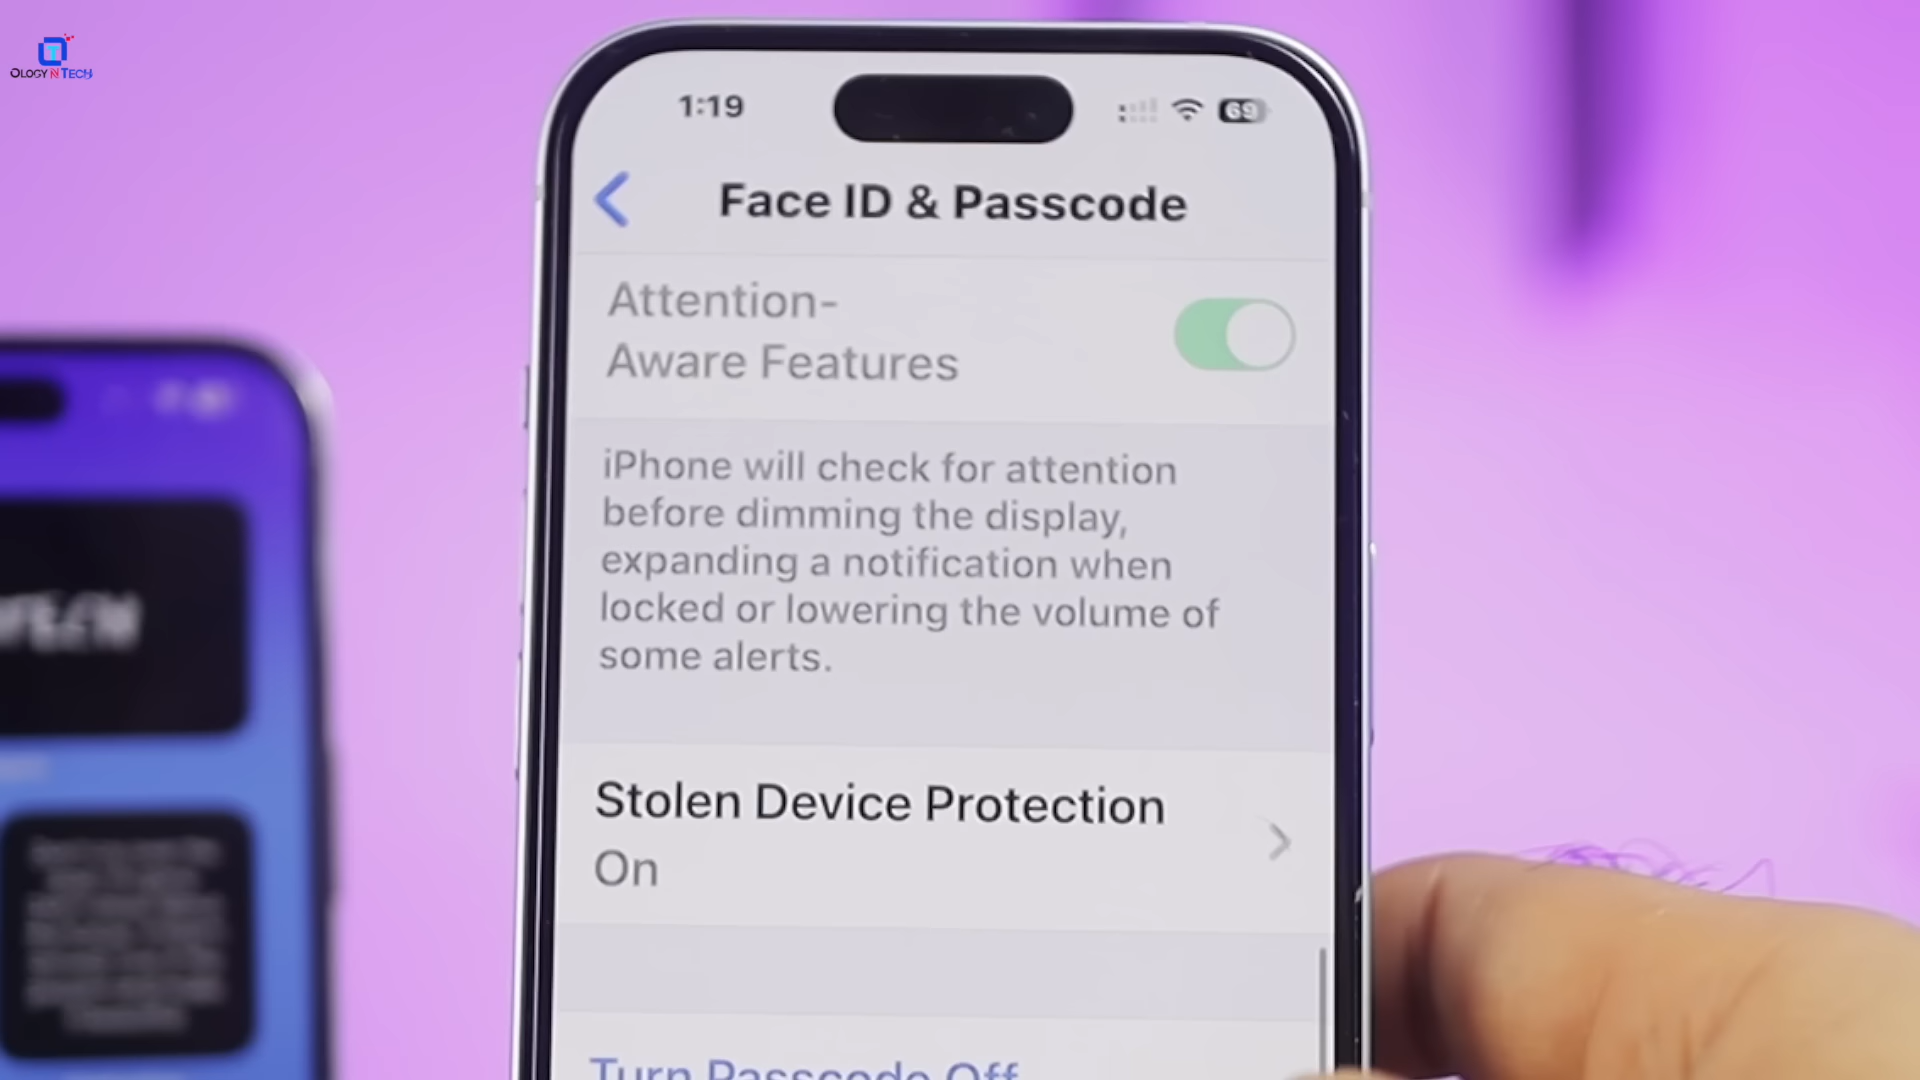 OLOGY N TECH
1:19
69
Face ID & Passcode
Attention-
Aware Features
iPhone will check for attention
before dimming the display,
expanding a notification when
locked or lowering the volume of
some alerts.
Stolen Device Protection
On
Turn Passcode Off